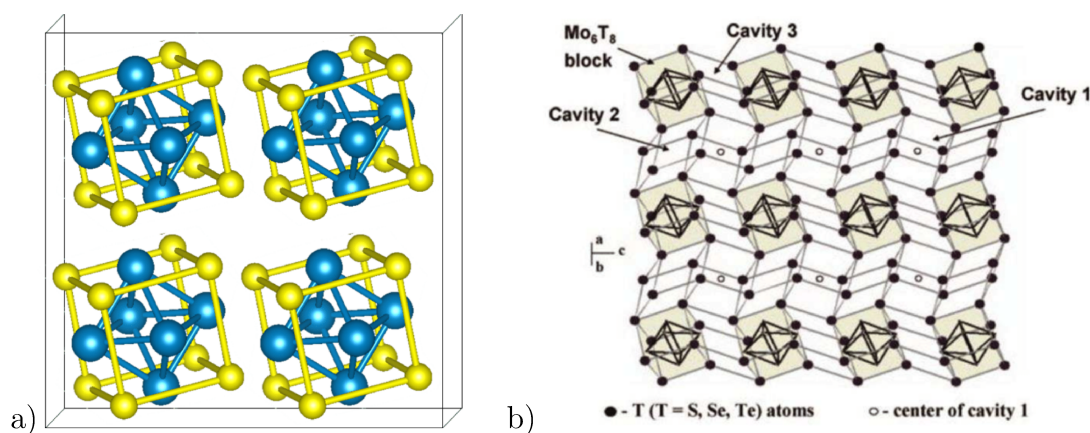 a)
b)
Mo6T8
block
Cavity 3
Cavity 1
Cavity 2
a
c
b
● - T (T = S, Se, Te) atoms
○ - center of cavity 1